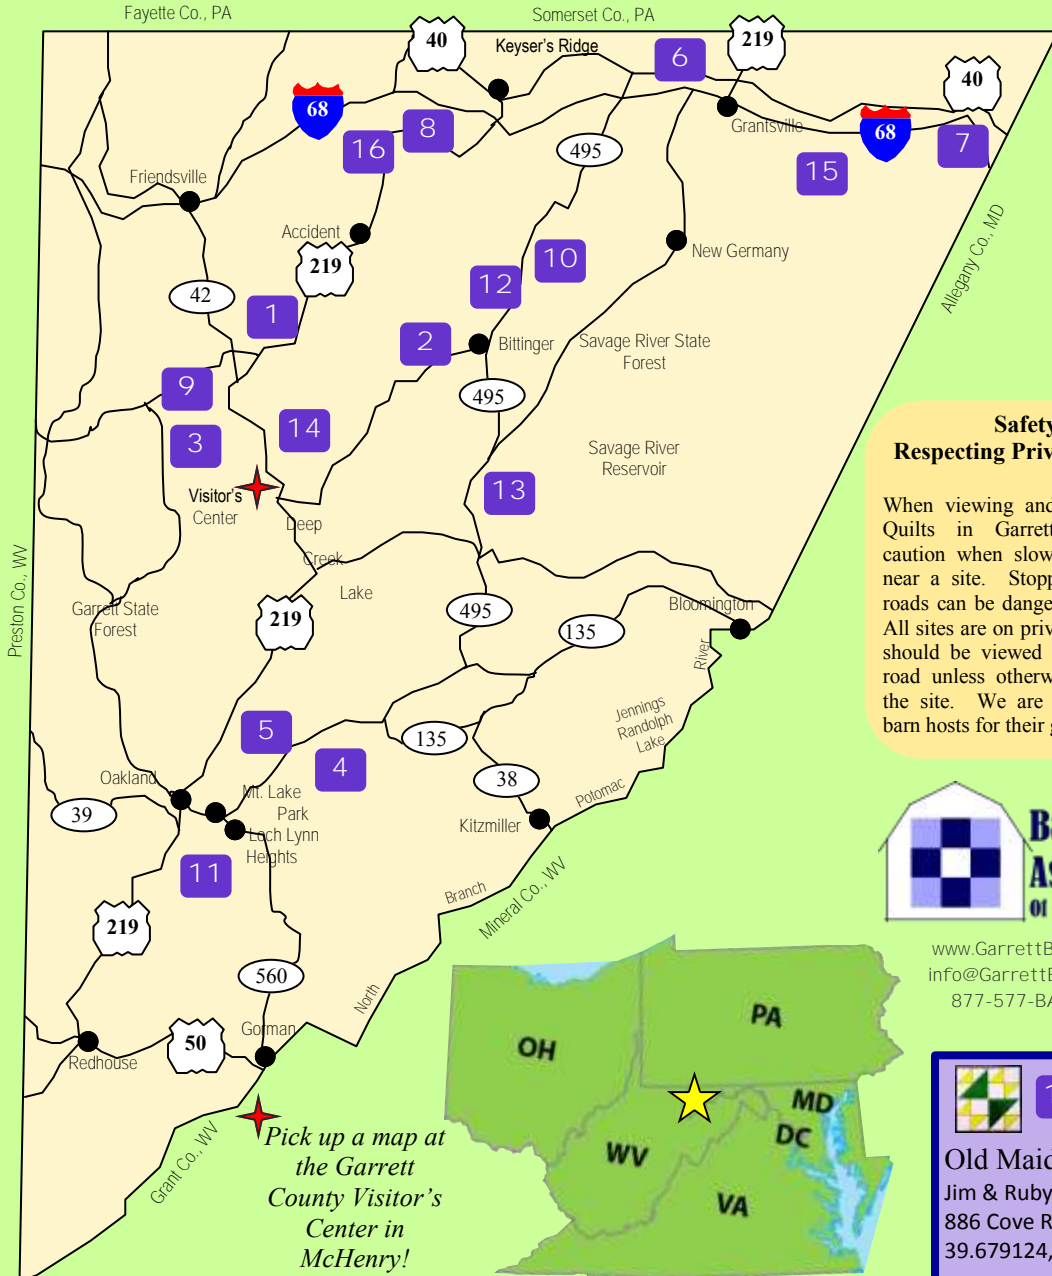 Fayette Co., PA
Somerset Co., PA
40
Keyser's Ridge
219
6
40
68
8
16
495
Grantsville
68
7
15
Friendsville
Accident
219
New Germany
10
12
42
1
2
Bittinger
Savage River State
Forest
Allegany Co., MD
9
3
14
495
Savage River
Reservoir
13
Visitor's
Center
Deep
Creek
Lake
Preston Co., WV
Garrett State
Forest
219
495
135
Bloomington
River
Jennings
Randolph
Lake
5
4
135
38
Potomac
Oakland
Mt. Lake
Park
Loch Lynn
Heights
39
Kitzmiller
11
Branch
Mineral Co., WV
219
560
North
Gorman
50
Redhouse
Grant Co., WV
Pick up a map at
the Garrett
County Visitor's
Center in
McHenry!
OH
PA
WV
MD
DC
VA
Safety
Respecting Priv
When viewing and
Quilts in Garrett
caution when slow
near a site. Stopp
roads can be dange
All sites are on priv
should be viewed
road unless otherw
the site. We are
barn hosts for their g
B
As
Of
www.GarrettB
info@GarrettB
877-577-BA
1
Old Maid
Jim & Ruby
886 Cove R
39.679124,